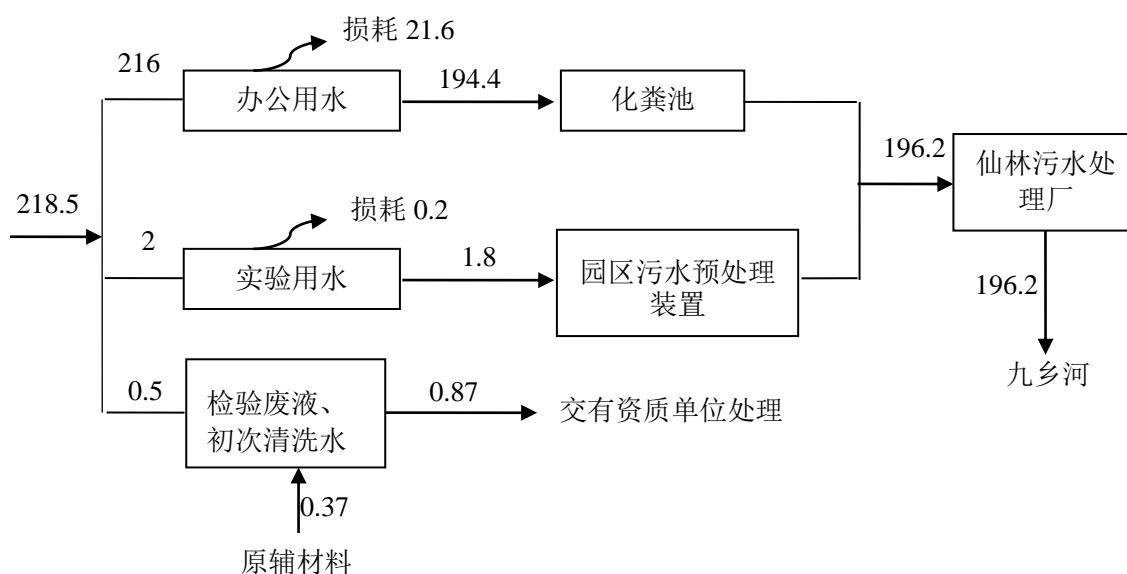 损耗 21.6
216
办公用水
194.4
化粪池
196.2
仙林污水处
理厂
218.5
损耗 0.2
2
实验用水
1.8
园区污水预处理
装置
196.2
九乡河
0.5
检验废液、
初次清洗水
0.87
交有资质单位处理
0.37
原辅材料